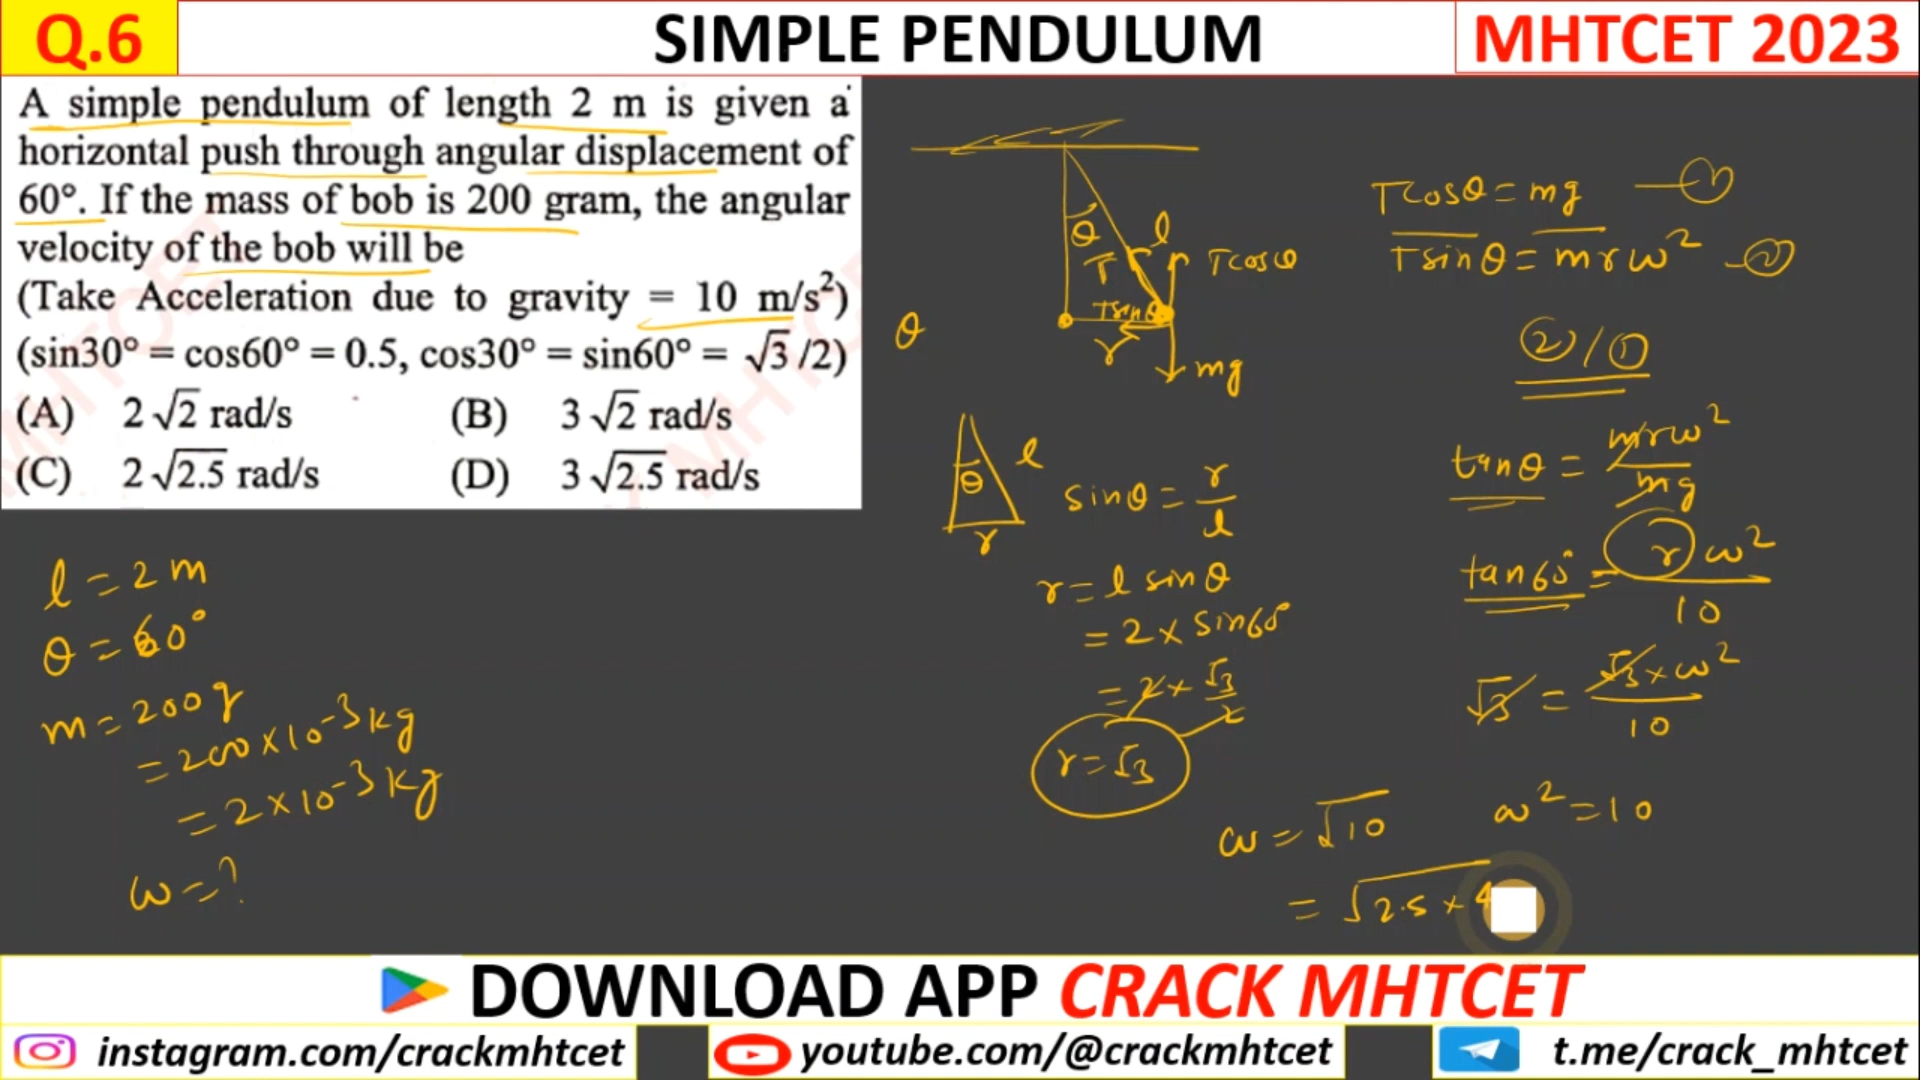 Q.6
SIMPLE PENDULUM
MHTCET 2023
A simple pendulum of length 2 m is given a
horizontal push through angular displacement of
60°. If the mass of bob is 200 gram, the angular
velocity of the bob will be
(Take Acceleration due to gravity = 10 m/s²)
(sin30° = cos60° = 0.5, cos30° = sin60° = √3/2)
(A) 2√2 rad/s (B) 3√2 rad/s
(C) 2√2.5 rad/s (D) 3√2.5 rad/s
l = 2 m
θ = 60°
m = 200 g
= 200 × 10⁻³ kg
= 2 × 10⁻³ kg
ω = ?
θ
l
T
Tcosθ
Tsinθ
r
mg
θ
l
θ
r
sinθ = r/l
r = l sinθ
= 2 × sin60°
= 2 × √3/2
r = √3
Tcosθ = mg — ①
Tsinθ = mrω² — ②
②/①
tanθ = mrω²/mg
tan60° = rω²/10
√3 = √3 × ω²/10
ω² = 10
ω = √10
= √2.5 × 4
DOWNLOAD APP CRACK MHTCET
instagram.com/crackmhtcet
youtube.com/@crackmhtcet
t.me/crack_mhtcet